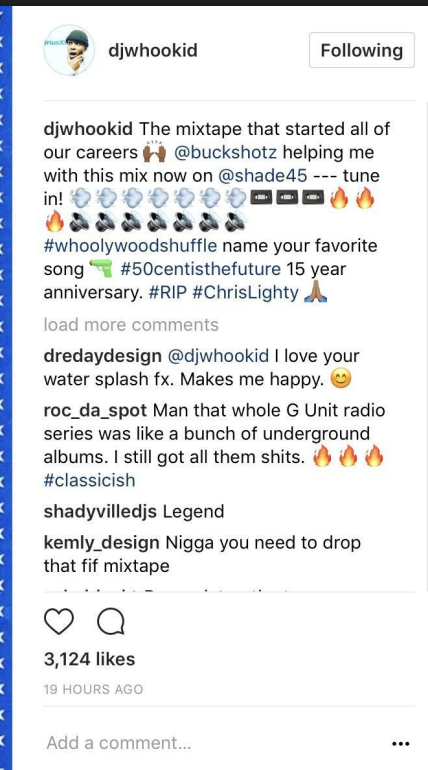 djwhookid
Following
djwhookid The mixtape that started all of
our careers 🙌🏾 @buckshotz helping me
with this mix now on @shade45 --- tune
in! 💨💨💨💨💨💨📼📼📼🔥🔥
🔥🔊🔊🔊🔊🔊🔊
#whoolywoodshuffle name your favorite
song 🔫 #50centisthefuture 15 year
anniversary. #RIP #ChrisLighty 🙏🏾
load more comments
dredaydesign @djwhookid I love your
water splash fx. Makes me happy. 😊
roc_da_spot Man that whole G Unit radio
series was like a bunch of underground
albums. I still got all them shits. 🔥🔥🔥
#classicish
shadyvilledjs Legend
kemly_design Nigga you need to drop
that fif mixtape
3,124 likes
19 HOURS AGO
Add a comment...